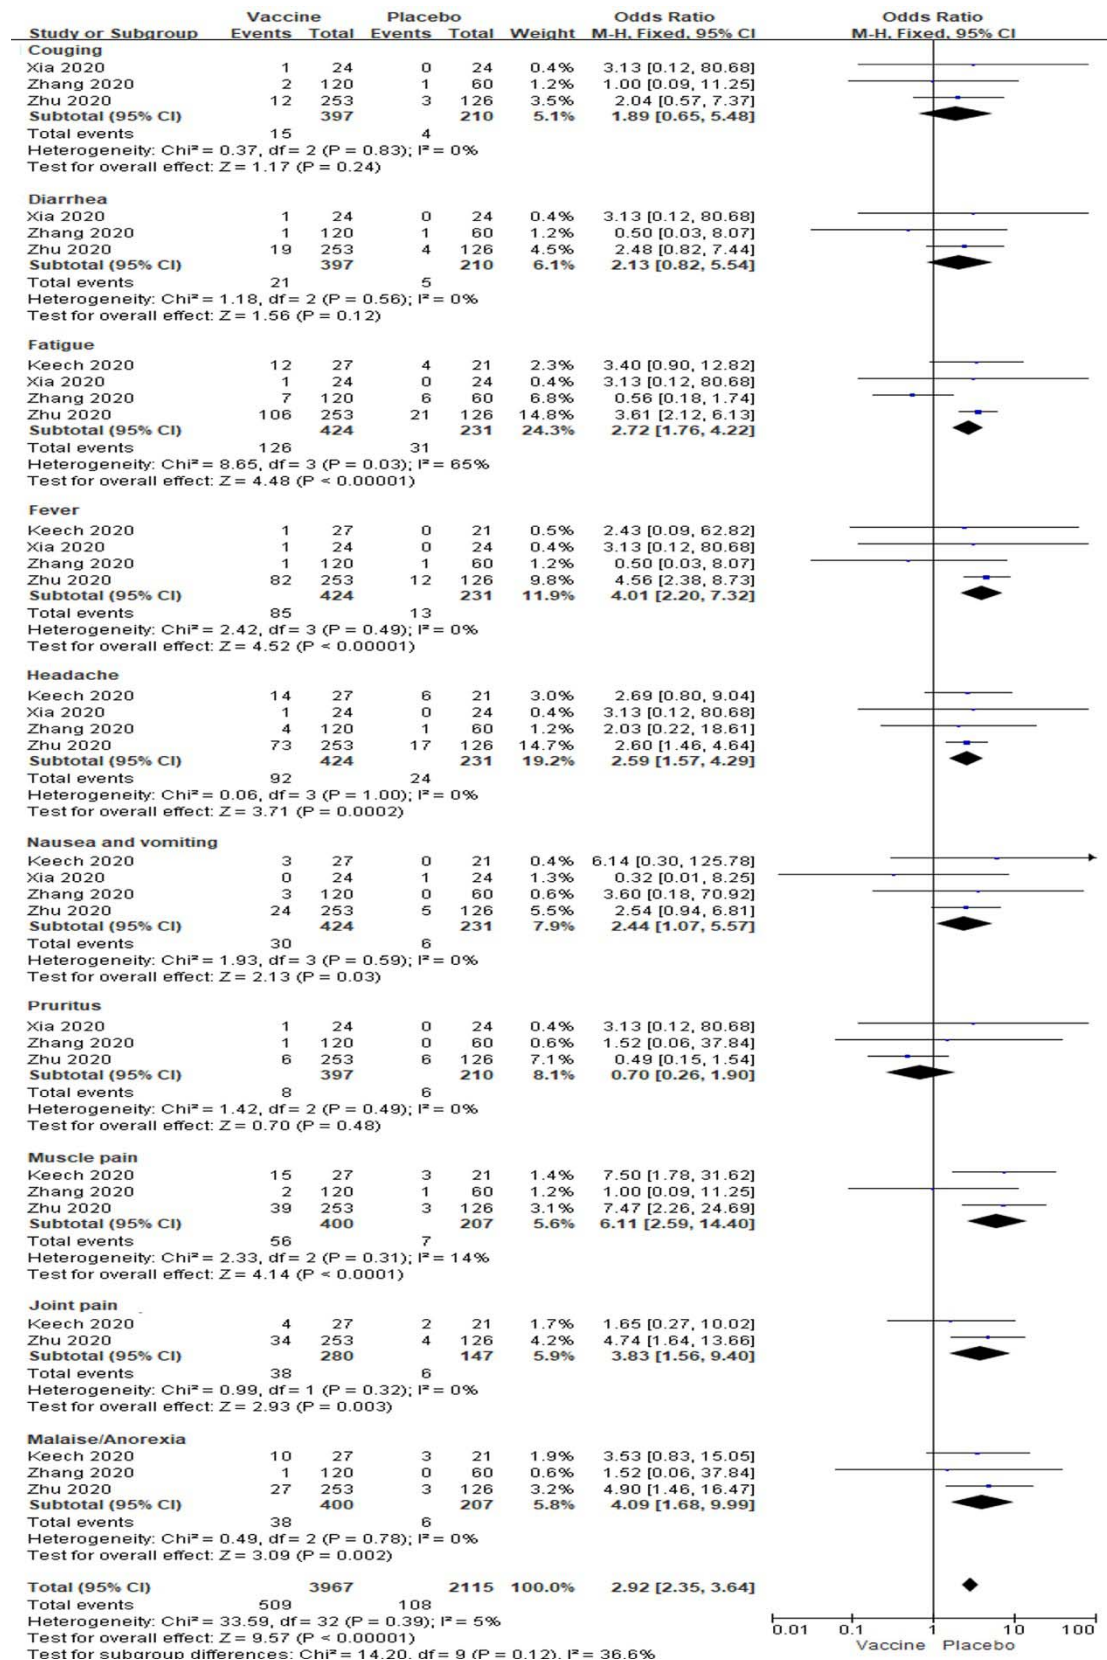 Vaccine Placebo Odds Ratio Odds Ratio
Study or Subgroup Events Total Events Total Weight M-H, Fixed, 95% CI M-H, Fixed, 95% CI
Couging
Xia 2020 1 24 0 24 0.4% 3.13 [0.12, 80.68]
Zhang 2020 2 120 1 60 1.2% 1.00 [0.09, 11.25]
Zhu 2020 12 253 3 126 3.5% 2.04 [0.57, 7.37]
Subtotal (95% CI) 397 210 5.1% 1.89 [0.65, 5.48]
Total events 15 4
Heterogeneity: Chi² = 0.37, df = 2 (P = 0.83); I² = 0%
Test for overall effect: Z = 1.17 (P = 0.24)
Diarrhea
Xia 2020 1 24 0 24 0.4% 3.13 [0.12, 80.68]
Zhang 2020 1 120 1 60 1.2% 0.50 [0.03, 8.07]
Zhu 2020 19 253 4 126 4.5% 2.48 [0.82, 7.44]
Subtotal (95% CI) 397 210 6.1% 2.13 [0.82, 5.54]
Total events 21 5
Heterogeneity: Chi² = 1.18, df = 2 (P = 0.56); I² = 0%
Test for overall effect: Z = 1.56 (P = 0.12)
Fatigue
Keech 2020 12 27 4 21 2.3% 3.40 [0.90, 12.82]
Xia 2020 1 24 0 24 0.4% 3.13 [0.12, 80.68]
Zhang 2020 7 120 6 60 6.8% 0.56 [0.18, 1.74]
Zhu 2020 106 253 21 126 14.8% 3.61 [2.12, 6.13]
Subtotal (95% CI) 424 231 24.3% 2.72 [1.76, 4.22]
Total events 126 31
Heterogeneity: Chi² = 8.65, df = 3 (P = 0.03); I² = 65%
Test for overall effect: Z = 4.48 (P < 0.00001)
Fever
Keech 2020 1 27 0 21 0.5% 2.43 [0.09, 62.82]
Xia 2020 1 24 0 24 0.4% 3.13 [0.12, 80.68]
Zhang 2020 1 120 1 60 1.2% 0.50 [0.03, 8.07]
Zhu 2020 82 253 12 126 9.8% 4.56 [2.38, 8.73]
Subtotal (95% CI) 424 231 11.9% 4.01 [2.20, 7.32]
Total events 85 13
Heterogeneity: Chi² = 2.42, df = 3 (P = 0.49); I² = 0%
Test for overall effect: Z = 4.52 (P < 0.00001)
Headache
Keech 2020 14 27 6 21 3.0% 2.69 [0.80, 9.04]
Xia 2020 1 24 0 24 0.4% 3.13 [0.12, 80.68]
Zhang 2020 4 120 1 60 1.2% 2.03 [0.22, 18.61]
Zhu 2020 73 253 17 126 14.7% 2.60 [1.46, 4.64]
Subtotal (95% CI) 424 231 19.2% 2.59 [1.57, 4.29]
Total events 92 24
Heterogeneity: Chi² = 0.06, df = 3 (P = 1.00); I² = 0%
Test for overall effect: Z = 3.71 (P = 0.0002)
Nausea and vomiting
Keech 2020 3 27 0 21 0.4% 6.14 [0.30, 125.78]
Xia 2020 0 24 1 24 1.3% 0.32 [0.01, 8.25]
Zhang 2020 3 120 0 60 0.6% 3.60 [0.18, 70.92]
Zhu 2020 24 253 5 126 5.5% 2.54 [0.94, 6.81]
Subtotal (95% CI) 424 231 7.9% 2.44 [1.07, 5.57]
Total events 30 6
Heterogeneity: Chi² = 1.93, df = 3 (P = 0.59); I² = 0%
Test for overall effect: Z = 2.13 (P = 0.03)
Pruritus
Xia 2020 1 24 0 24 0.4% 3.13 [0.12, 80.68]
Zhang 2020 1 120 0 60 0.6% 1.52 [0.06, 37.84]
Zhu 2020 6 253 6 126 7.1% 0.49 [0.15, 1.54]
Subtotal (95% CI) 397 210 8.1% 0.70 [0.26, 1.90]
Total events 8 6
Heterogeneity: Chi² = 1.42, df = 2 (P = 0.49); I² = 0%
Test for overall effect: Z = 0.70 (P = 0.48)
Muscle pain
Keech 2020 15 27 3 21 1.4% 7.50 [1.78, 31.62]
Zhang 2020 2 120 1 60 1.2% 1.00 [0.09, 11.25]
Zhu 2020 39 253 3 126 3.1% 7.47 [2.26, 24.69]
Subtotal (95% CI) 400 207 5.6% 6.11 [2.59, 14.40]
Total events 56 7
Heterogeneity: Chi² = 2.33, df = 2 (P = 0.31); I² = 14%
Test for overall effect: Z = 4.14 (P < 0.0001)
Joint pain
Keech 2020 4 27 2 21 1.7% 1.65 [0.27, 10.02]
Zhu 2020 34 253 4 126 4.2% 4.74 [1.64, 13.66]
Subtotal (95% CI) 280 147 5.9% 3.83 [1.56, 9.40]
Total events 38 6
Heterogeneity: Chi² = 0.99, df = 1 (P = 0.32); I² = 0%
Test for overall effect: Z = 2.93 (P = 0.003)
Malaise/Anorexia
Keech 2020 10 27 3 21 1.9% 3.53 [0.83, 15.05]
Zhang 2020 1 120 0 60 0.6% 1.52 [0.06, 37.84]
Zhu 2020 27 253 3 126 3.2% 4.90 [1.46, 16.47]
Subtotal (95% CI) 400 207 5.8% 4.09 [1.68, 9.99]
Total events 38 6
Heterogeneity: Chi² = 0.49, df = 2 (P = 0.78); I² = 0%
Test for overall effect: Z = 3.09 (P = 0.002)
Total (95% CI) 3967 2115 100.0% 2.92 [2.35, 3.64]
Total events 509 108
Heterogeneity: Chi² = 33.59, df = 32 (P = 0.39); I² = 5%
Test for overall effect: Z = 9.57 (P < 0.00001)
Test for subgroup differences: Chi² = 14.20, df = 9 (P = 0.12), I² = 36.6%
0.01 0.1 1 10 100
Vaccine Placebo